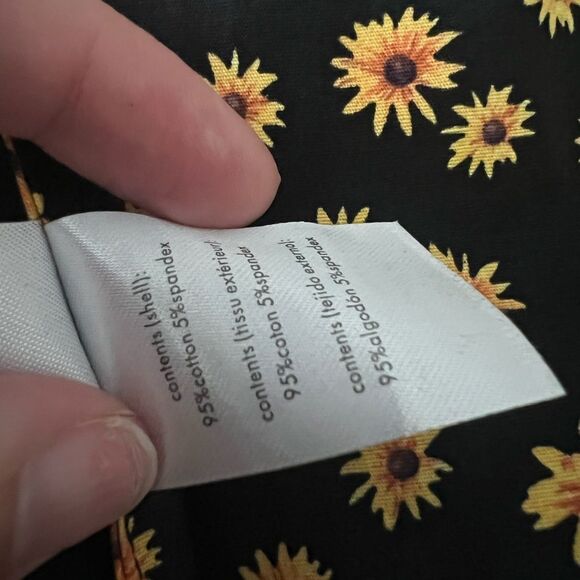 contents (shell):
95%cotton 5%spandex
contents (tissu extérieur):
95%coton 5%spandex
contents (tejido externo):
95%algodón 5%spandex